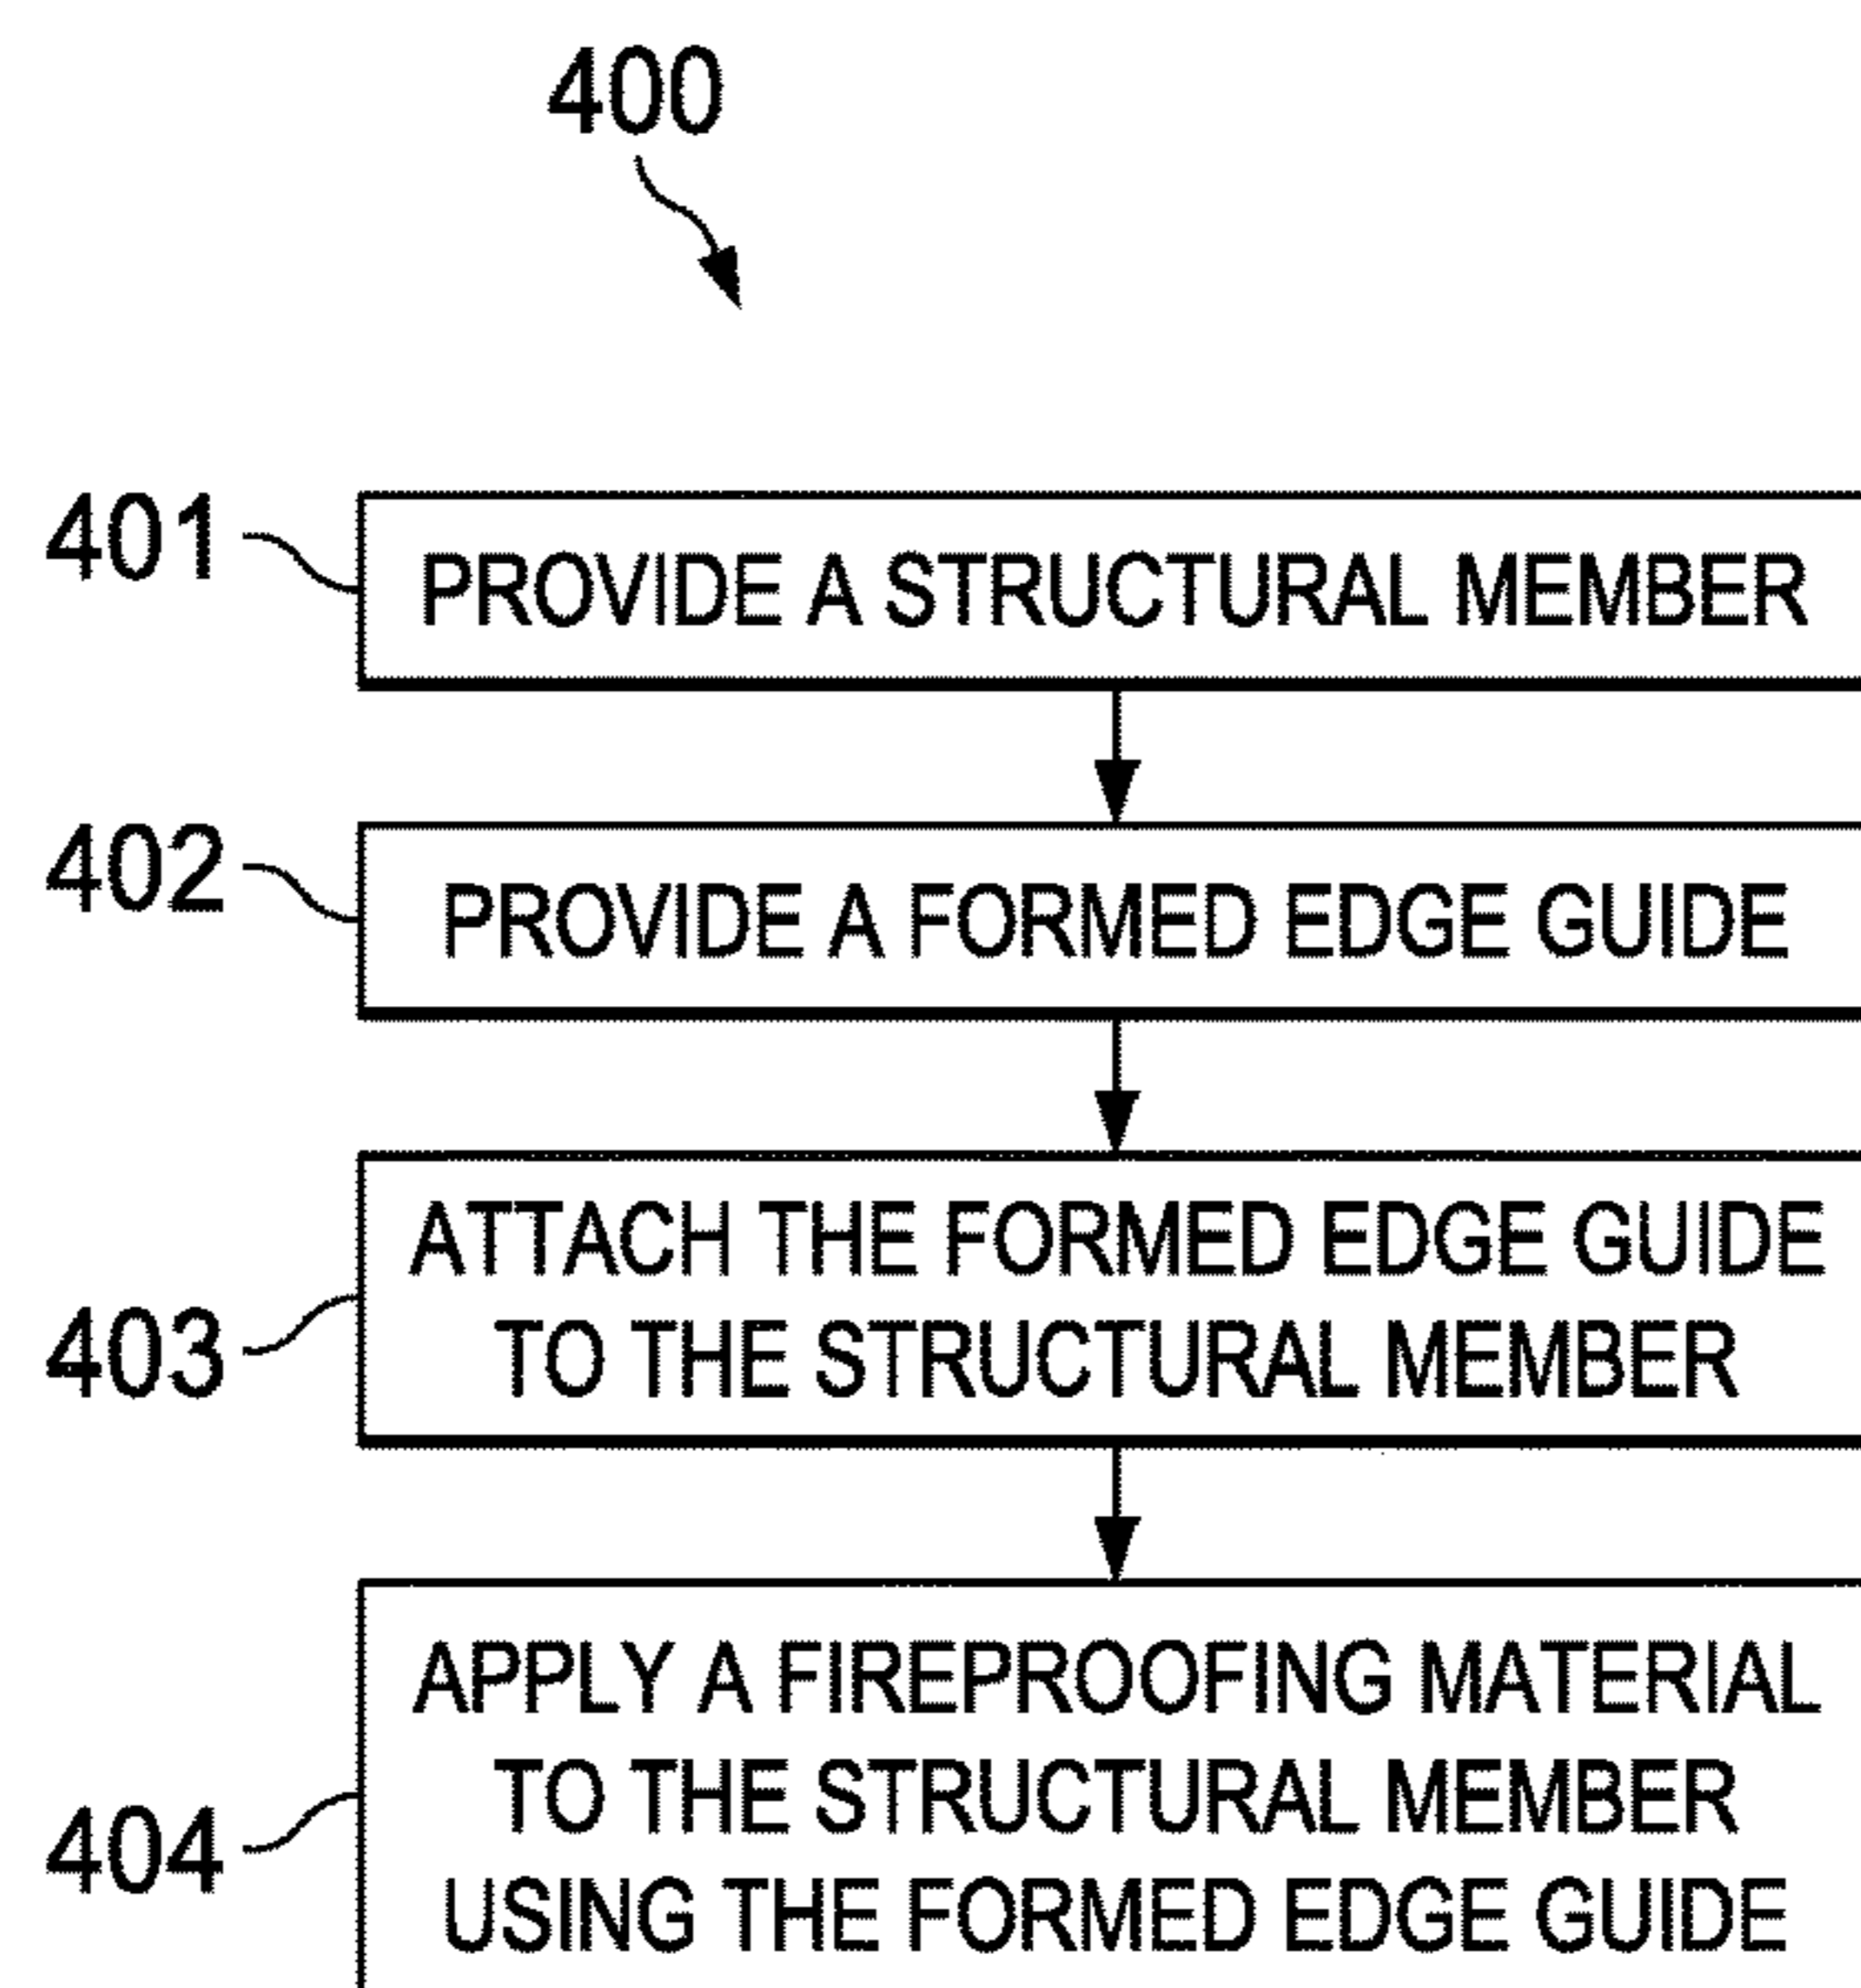 400
401
PROVIDE A STRUCTURAL MEMBER
402
PROVIDE A FORMED EDGE GUIDE
403
ATTACH THE FORMED EDGE GUIDE
TO THE STRUCTURAL MEMBER
404
APPLY A FIREPROOFING MATERIAL
TO THE STRUCTURAL MEMBER
USING THE FORMED EDGE GUIDE